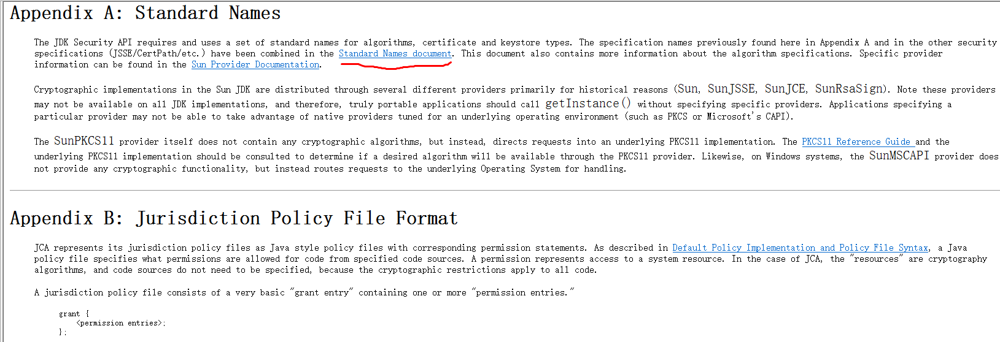 Appendix A: Standard Names
The JDK Security API requires and uses a set of standard names for algorithms, certificate and keystore types. The specification names previously found here in Appendix A and in the other security
specifications (JSSE/CertPath/etc.) have been combined in the Standard Names document. This document also contains more information about the algorithm specifications. Specific provider
information can be found in the Sun Provider Documentation.
Cryptographic implementations in the Sun JDK are distributed through several different providers primarily for historical reasons (Sun, SunJSSE, SunJCE, SunRsaSign). Note these providers
may not be available on all JDK implementations, and therefore, truly portable applications should call getInstance() without specifying specific providers. Applications specifying a
particular provider may not be able to take advantage of native providers tuned for an underlying operating environment (such as PKCS or Microsoft's CAPI).
The SunPKCS11 provider itself does not contain any cryptographic algorithms, but instead, directs requests into an underlying PKCS11 implementation. The PKCS11 Reference Guide and the
underlying PKCS11 implementation should be consulted to determine if a desired algorithm will be available through the PKCS11 provider. Likewise, on Windows systems, the SunMSCAPI provider does
not provide any cryptographic functionality, but instead routes requests to the underlying Operating System for handling.
Appendix B: Jurisdiction Policy File Format
JCA represents its jurisdiction policy files as Java style policy files with corresponding permission statements. As described in Default Policy Implementation and Policy File Syntax, a Java
policy file specifies what permissions are allowed for code from specified code sources. A permission represents access to a system resource. In the case of JCA, the "resources" are cryptography
algorithms, and code sources do not need to be specified, because the cryptographic restrictions apply to all code.
A jurisdiction policy file consists of a very basic "grant entry" containing one or more "permission entries."
grant {
<permission entries>;
};